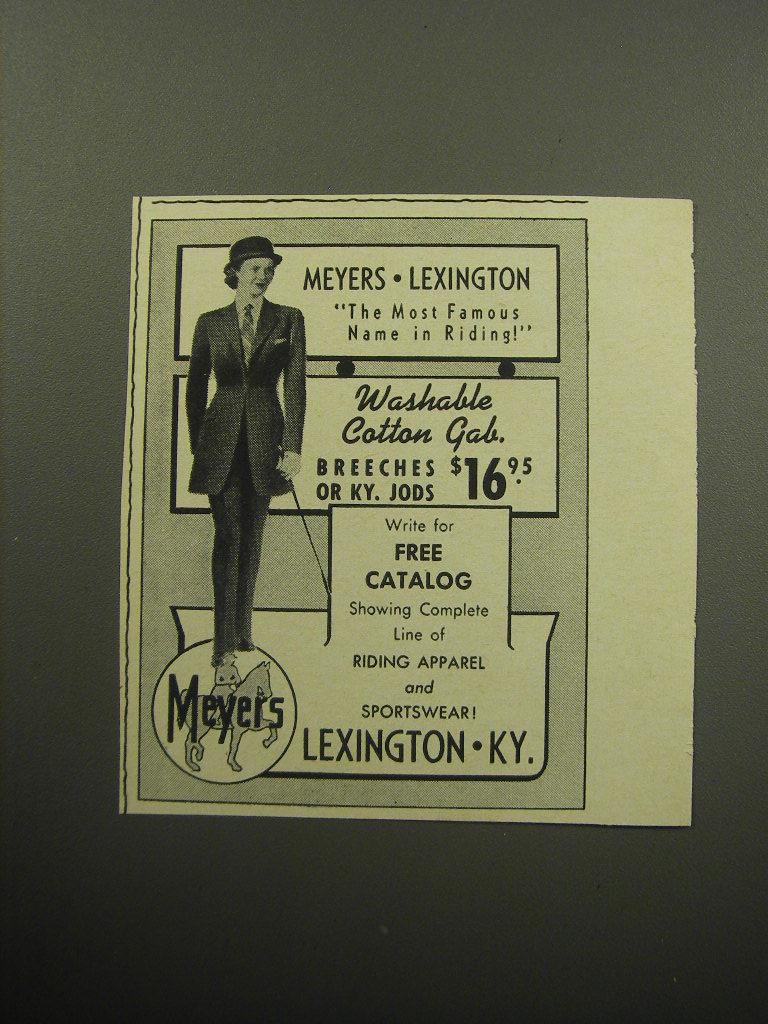 MEYERS • LEXINGTON
"The Most Famous
Name in Riding!"
Washable
Cotton Gab.
BREECHES
OR KY. JODS $16.95
Write for
FREE
CATALOG
Showing Complete
Line of
RIDING APPAREL
and
SPORTSWEAR!
Meyers
LEXINGTON • KY.